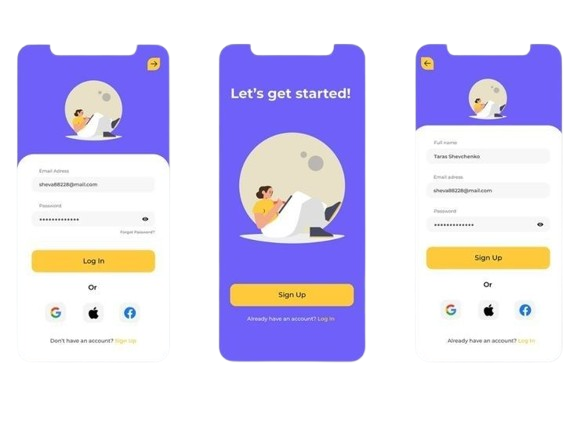 Email Adress
sheva88228@mail.com
Password
*************
Forgot Password?
Log In
Or
Don't have an account? Sign Up
Let's get started!
Sign Up
Already have an account? Log In
Full name
Taras Shevchenko
Email adress
sheva88228@mail.com
Password
*************
Sign Up
Or
Already have an account? Log In